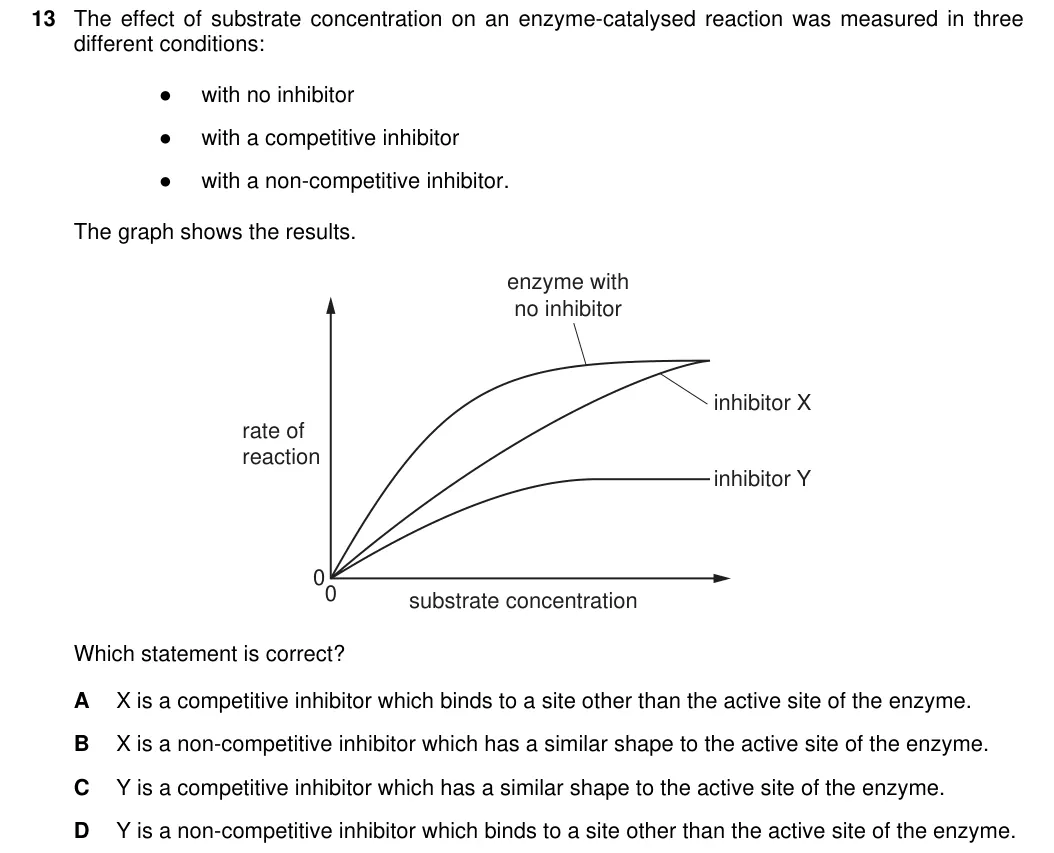 13 The effect of substrate concentration on an enzyme-catalysed reaction was measured in three
different conditions:
● with no inhibitor
● with a competitive inhibitor
● with a non-competitive inhibitor.
The graph shows the results.
enzyme with
no inhibitor
inhibitor X
rate of
reaction
inhibitor Y
0
0
substrate concentration
Which statement is correct?
A X is a competitive inhibitor which binds to a site other than the active site of the enzyme.
B X is a non-competitive inhibitor which has a similar shape to the active site of the enzyme.
C Y is a competitive inhibitor which has a similar shape to the active site of the enzyme.
D Y is a non-competitive inhibitor which binds to a site other than the active site of the enzyme.